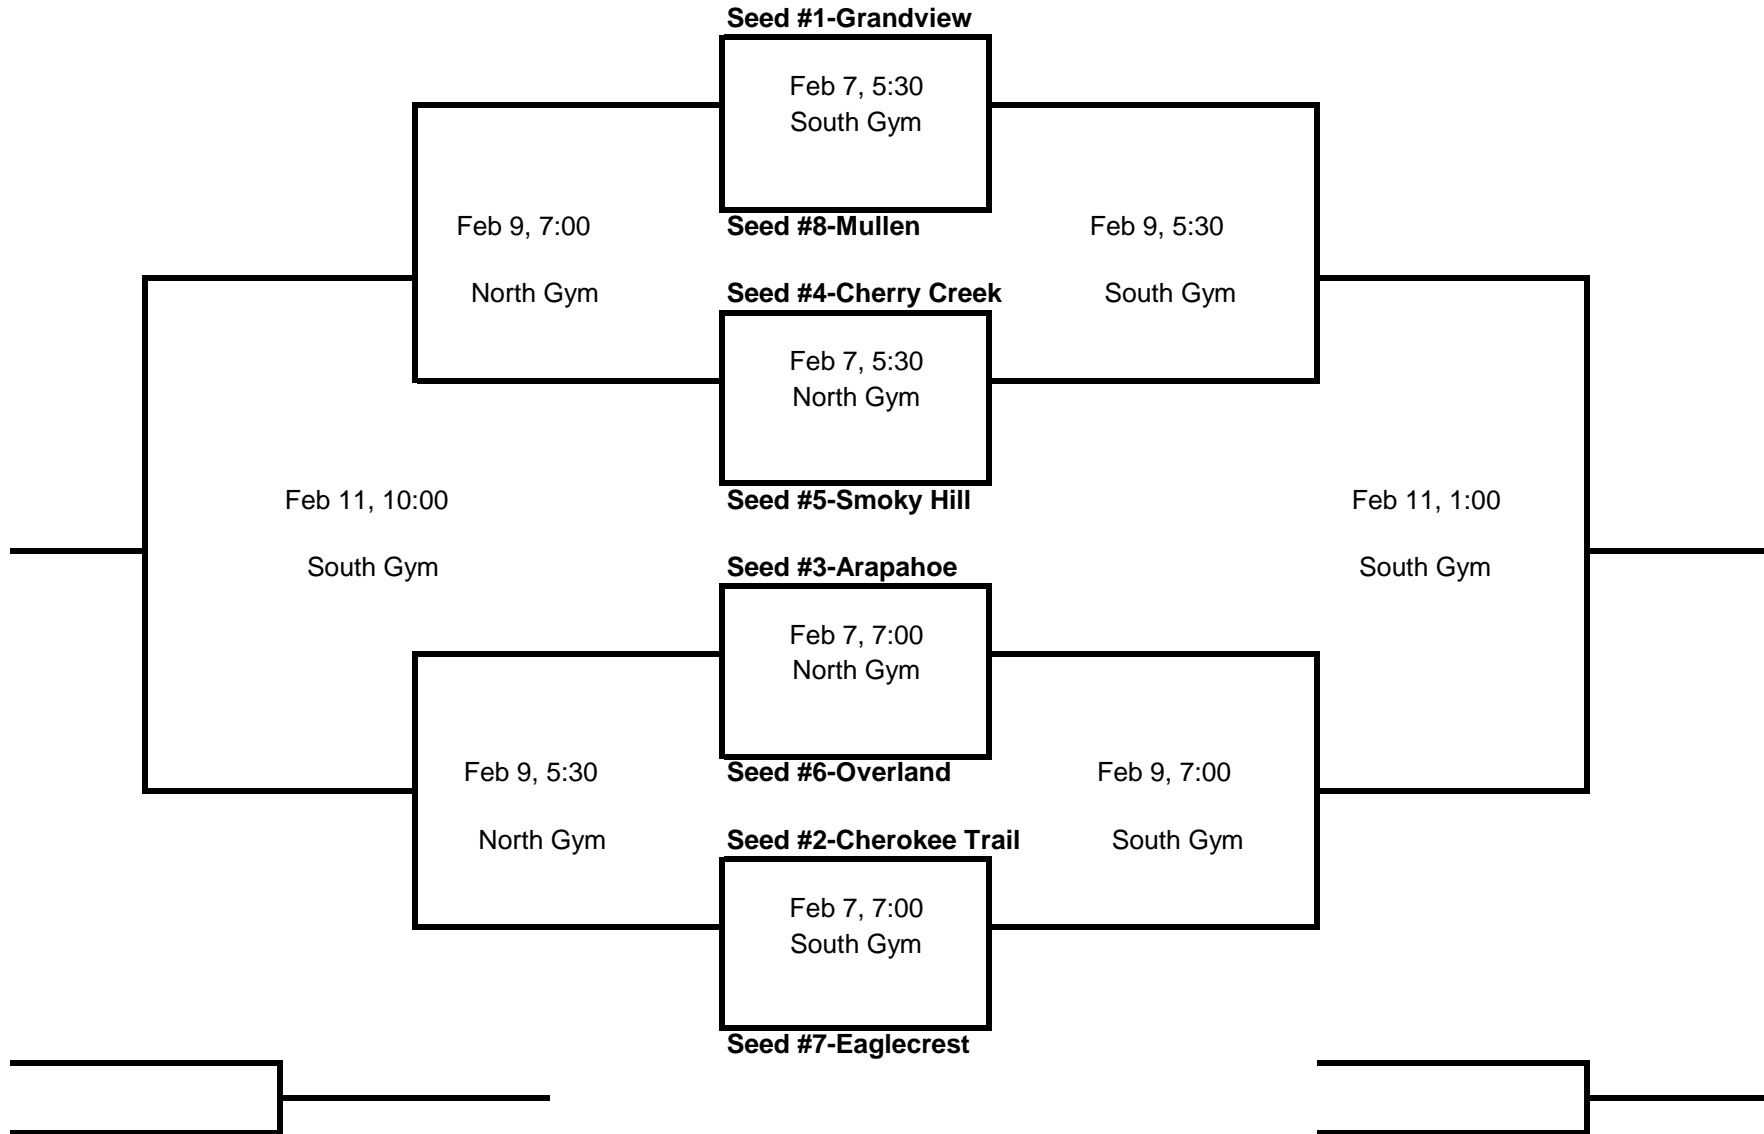 Seed #1-Grandview
Feb 7, 5:30
South Gym
Feb 9, 7:00
Seed #8-Mullen
Feb 9, 5:30
North Gym
Seed #4-Cherry Creek
South Gym
Feb 7, 5:30
North Gym
Feb 11, 10:00
Seed #5-Smoky Hill
Feb 11, 1:00
South Gym
Seed #3-Arapahoe
South Gym
Feb 7, 7:00
North Gym
Feb 9, 5:30
Seed #6-Overland
Feb 9, 7:00
North Gym
Seed #2-Cherokee Trail
South Gym
Feb 7, 7:00
South Gym
Seed #7-Eaglecrest